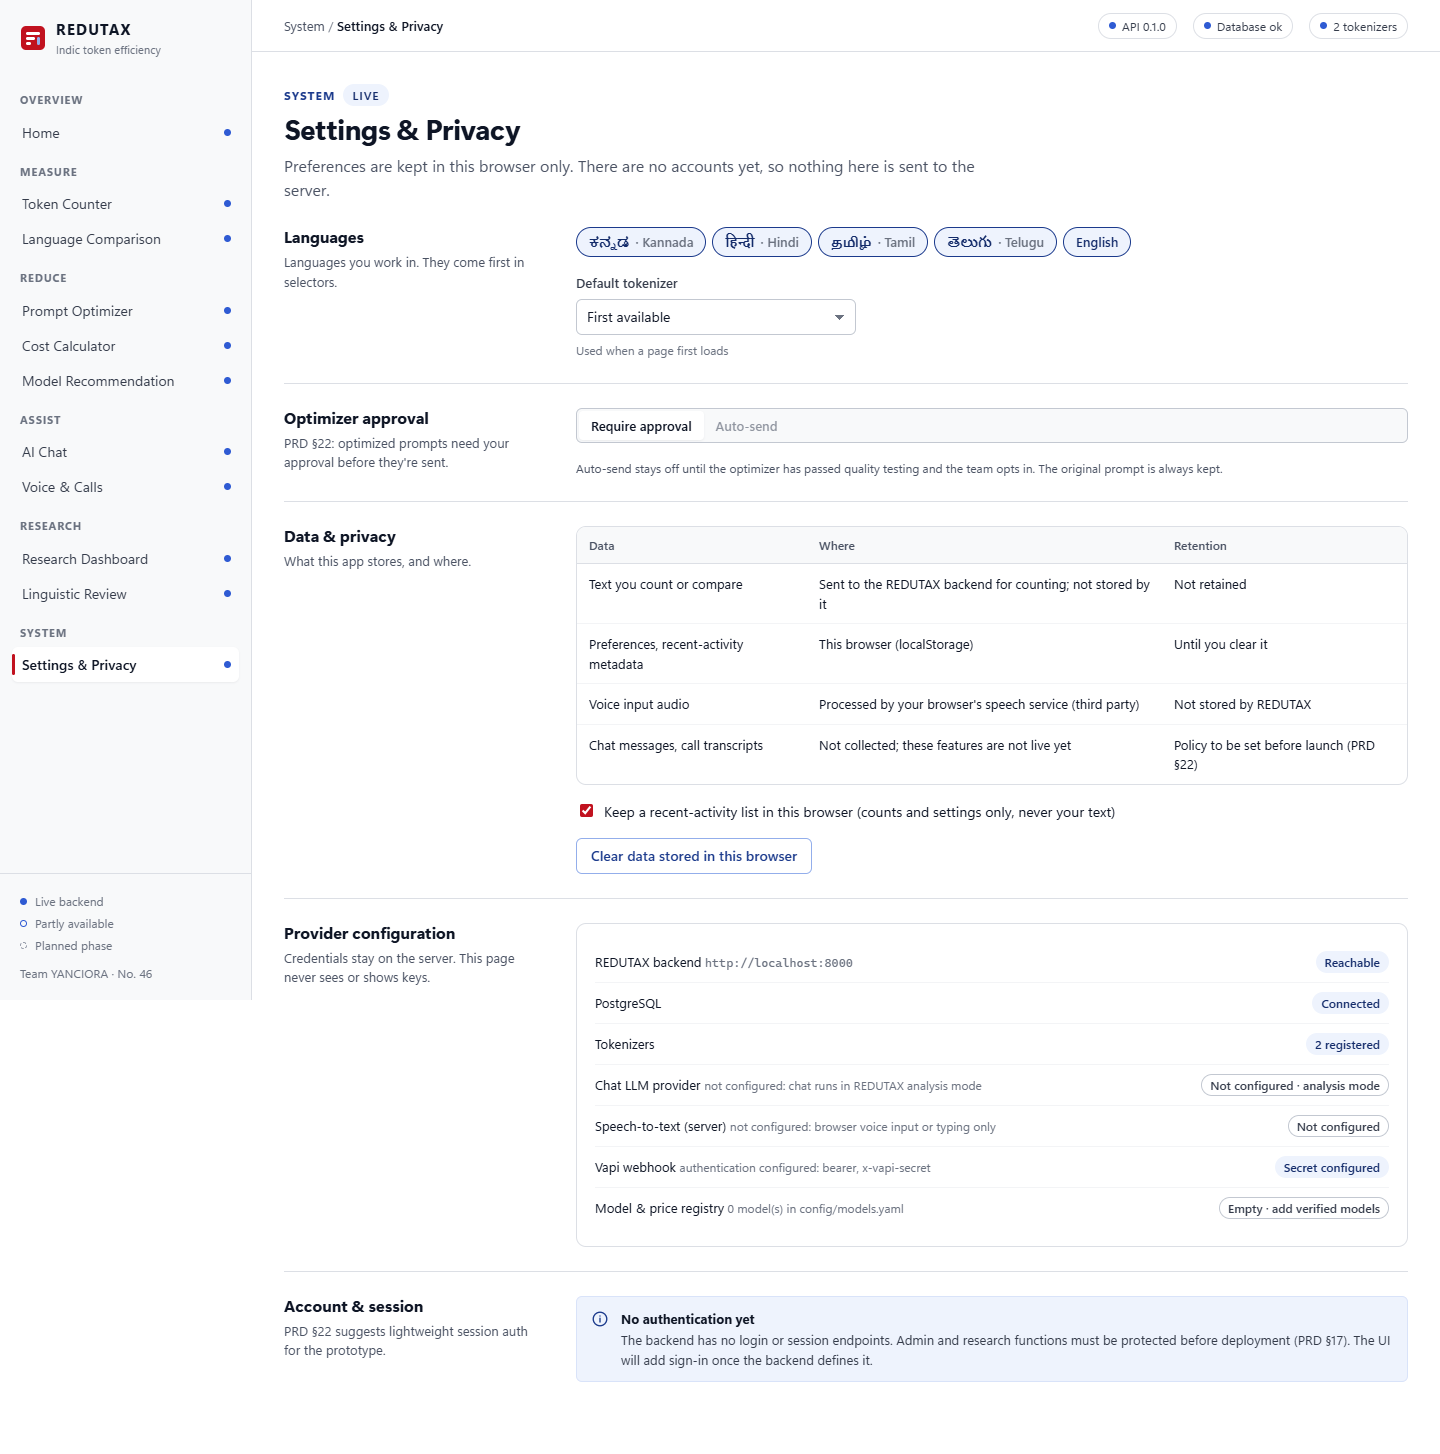 REDUTAX
Indic token efficiency
OVERVIEW
Home
MEASURE
Token Counter
Language Comparison
REDUCE
Prompt Optimizer
Cost Calculator
Model Recommendation
ASSIST
AI Chat
Voice & Calls
RESEARCH
Research Dashboard
Linguistic Review
SYSTEM
Settings & Privacy
Live backend
Partly available
Planned phase
Team YANCIORA · No. 46
System / Settings & Privacy
API 0.1.0
Database ok
2 tokenizers
SYSTEM LIVE
Settings & Privacy
Preferences are kept in this browser only. There are no accounts yet, so nothing here is sent to the
server.
Languages
Languages you work in. They come first in
selectors.
ಕನ್ನಡ · Kannada
हिन्दी · Hindi
தமிழ் · Tamil
తెలుగు · Telugu
English
Default tokenizer
First available
Used when a page first loads
Optimizer approval
PRD §22: optimized prompts need your
approval before they're sent.
Require approval
Auto-send
Auto-send stays off until the optimizer has passed quality testing and the team opts in. The original prompt is always kept.
Data & privacy
What this app stores, and where.
Data Where Retention
Text you count or compare
Sent to the REDUTAX backend for counting; not stored by
it
Not retained
Preferences, recent-activity
metadata
This browser (localStorage)
Until you clear it
Voice input audio
Processed by your browser's speech service (third party)
Not stored by REDUTAX
Chat messages, call transcripts
Not collected; these features are not live yet
Policy to be set before launch (PRD
§22)
Keep a recent-activity list in this browser (counts and settings only, never your text)
Clear data stored in this browser
Provider configuration
Credentials stay on the server. This page
never sees or shows keys.
REDUTAX backend http://localhost:8000 Reachable
PostgreSQL Connected
Tokenizers 2 registered
Chat LLM provider not configured: chat runs in REDUTAX analysis mode Not configured · analysis mode
Speech-to-text (server) not configured: browser voice input or typing only Not configured
Vapi webhook authentication configured: bearer, x-vapi-secret Secret configured
Model & price registry 0 model(s) in config/models.yaml Empty · add verified models
Account & session
PRD §22 suggests lightweight session auth
for the prototype.
No authentication yet
The backend has no login or session endpoints. Admin and research functions must be protected before deployment (PRD §17). The UI
will add sign-in once the backend defines it.